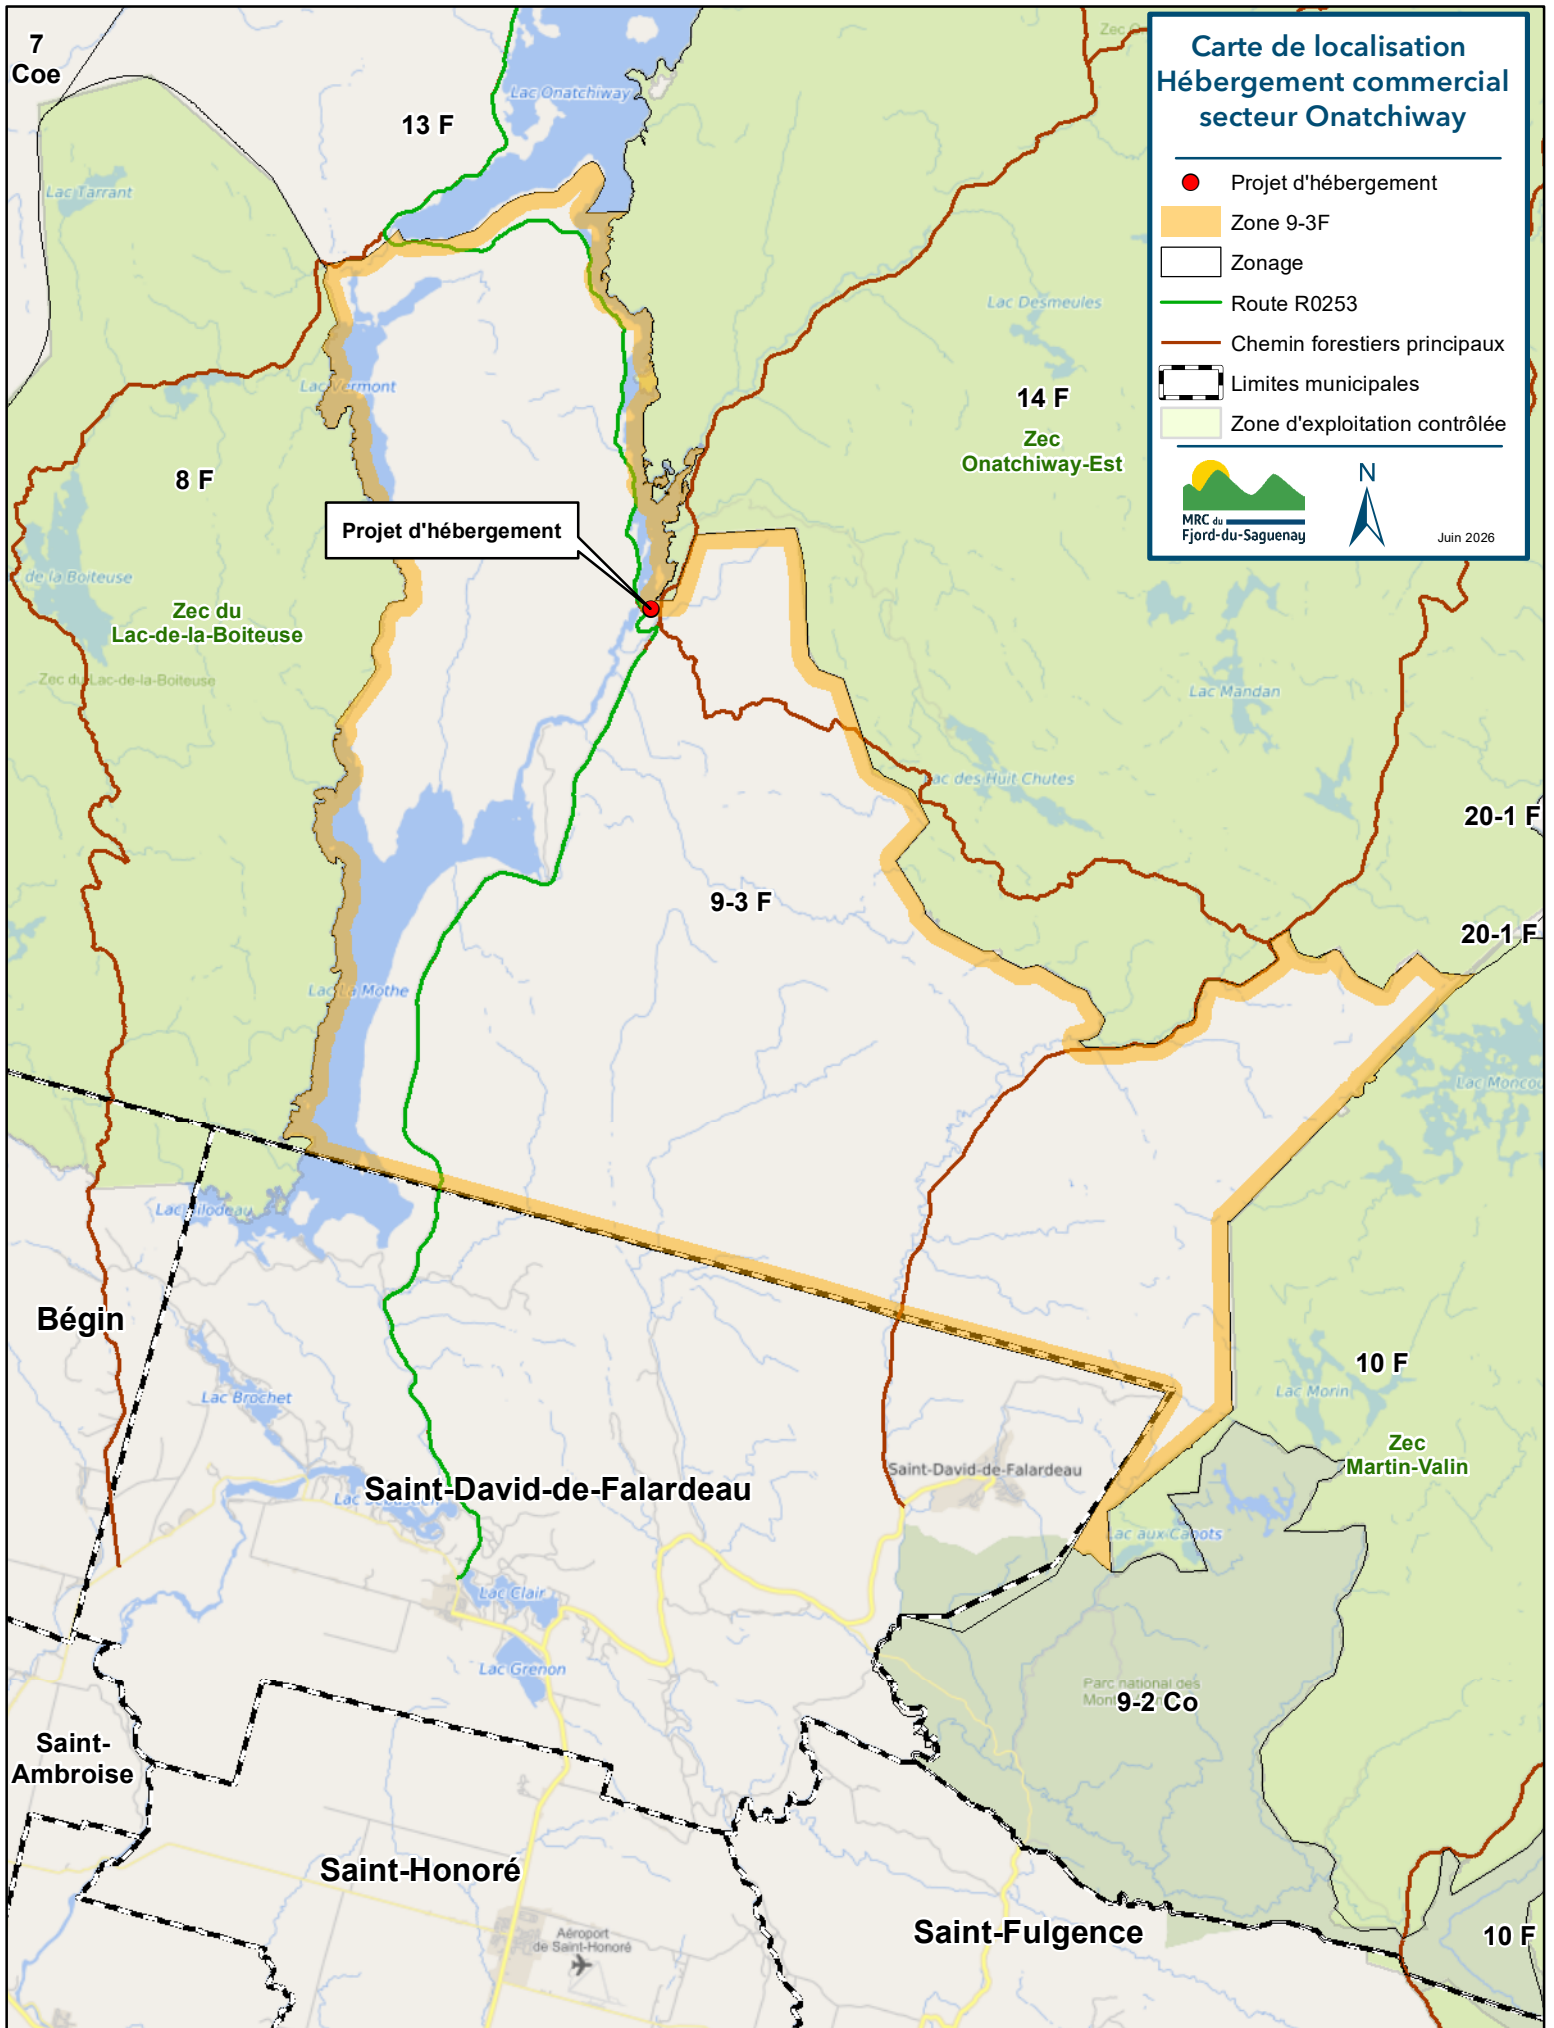 7
Coe
13 F
Lac Onatchiway
Zec
Lac Tarrant
Carte de localisation
Hébergement commercial
secteur Onatchiway
Projet d'hébergement
Zone 9-3F
Zonage
Route R0253
Chemin forestiers principaux
Limites municipales
Zone d'exploitation contrôlée
MRC du
Fjord-du-Saguenay
N
Juin 2026
Lac Desmeules
Lac Vermont
14 F
Zec
Onatchiway-Est
8 F
Projet d'hébergement
de la Boiteuse
Zec du
Lac-de-la-Boiteuse
Zec du Lac-de-la-Boiteuse
Lac Mandan
Lac des Huit Chutes
20-1 F
9-3 F
20-1 F
Lac La Mothe
Lac Moncou
Lac Bilodeau
Bégin
10 F
Lac Morin
Lac Brochet
Zec
Martin-Valin
Saint-David-de-Falardeau
Saint-David-de-Falardeau
Lac Sébastien
Lac aux Cabots
Lac Clair
Lac Grenon
Parc national des
9-2 Co
Saint-
Ambroise
Saint-Honoré
Saint-Fulgence
10 F
Aéroport
de Saint-Honoré